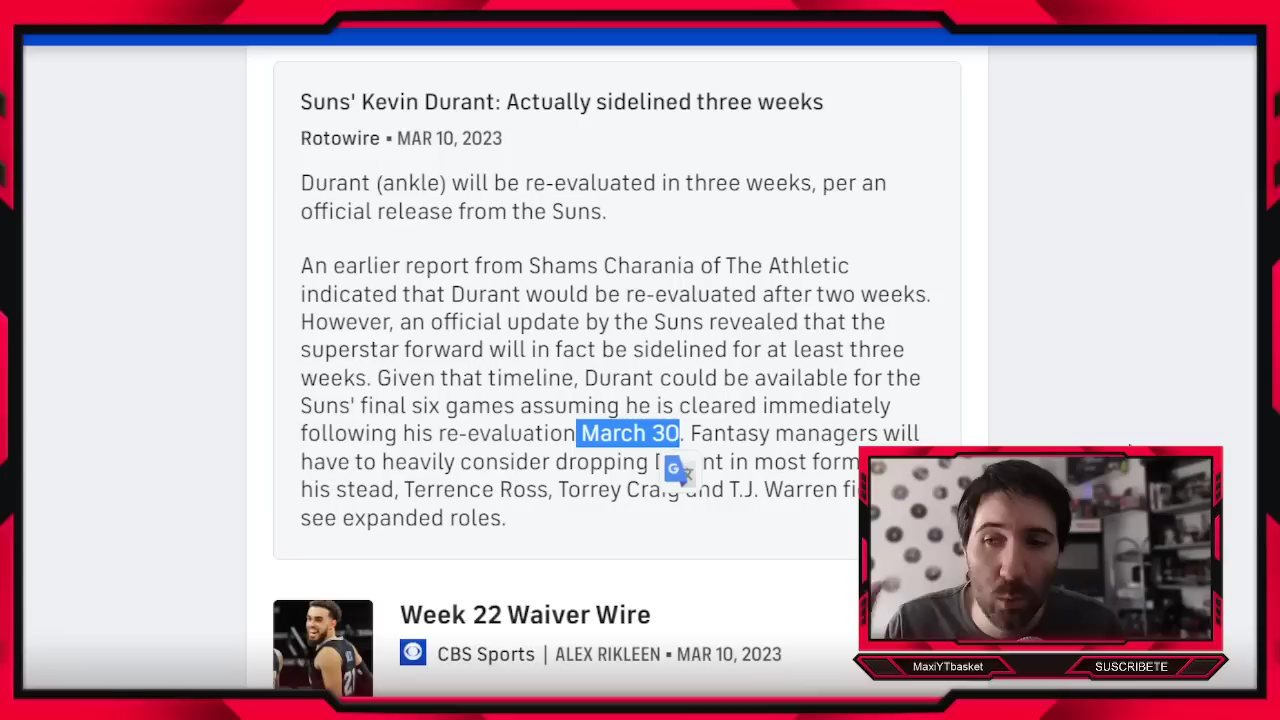 Suns' Kevin Durant: Actually sidelined three weeks
Rotowire ▪ MAR 10, 2023
Durant (ankle) will be re-evaluated in three weeks, per an
official release from the Suns.
An earlier report from Shams Charania of The Athletic
indicated that Durant would be re-evaluated after two weeks.
However, an official update by the Suns revealed that the
superstar forward will in fact be sidelined for at least three
weeks. Given that timeline, Durant could be available for the
Suns' final six games assuming he is cleared immediately
following his re-evaluation March 30. Fantasy managers will
have to heavily consider dropping in most
his stead, Terrence Ross, Torrey Craig and T.J. Warren
see expanded roles.
Week 22 Waiver Wire
CBS Sports | ALEX RIKLEEN ▪ MAR 10, 2023
MaxiYTbasket
SUSCRIBETE